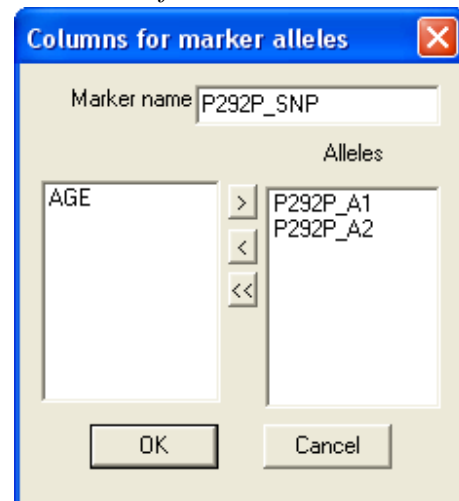 Columns for marker alleles
Marker name P292P_SNP
Alleles
AGE
>
<
<<
P292P_A1
P292P_A2
OK
Cancel